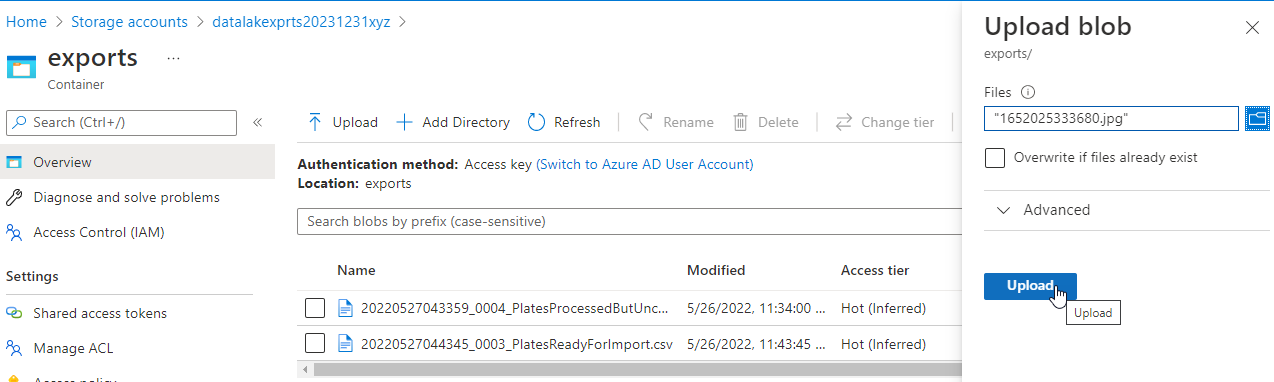 Home > Storage accounts > datalakexprts20231231xyz >
exports ...
Container
Search (Ctrl+/)
«
Overview
Diagnose and solve problems
Access Control (IAM)
Settings
Shared access tokens
Manage ACL
Access policy
Upload
Add Directory
Refresh
Rename
Delete
Change tier
Authentication method: Access key (Switch to Azure AD User Account)
Location: exports
Search blobs by prefix (case-sensitive)
Name Modified Access tier
20220527043359_0004_PlatesProcessedButUnc... 5/26/2022, 11:34:00 ... Hot (Inferred)
20220527044345_0003_PlatesReadyForImport.csv 5/26/2022, 11:43:45 ... Hot (Inferred)
Upload blob
exports/
Files
"1652025333680.jpg"
Overwrite if files already exist
Advanced
Upload
Upload